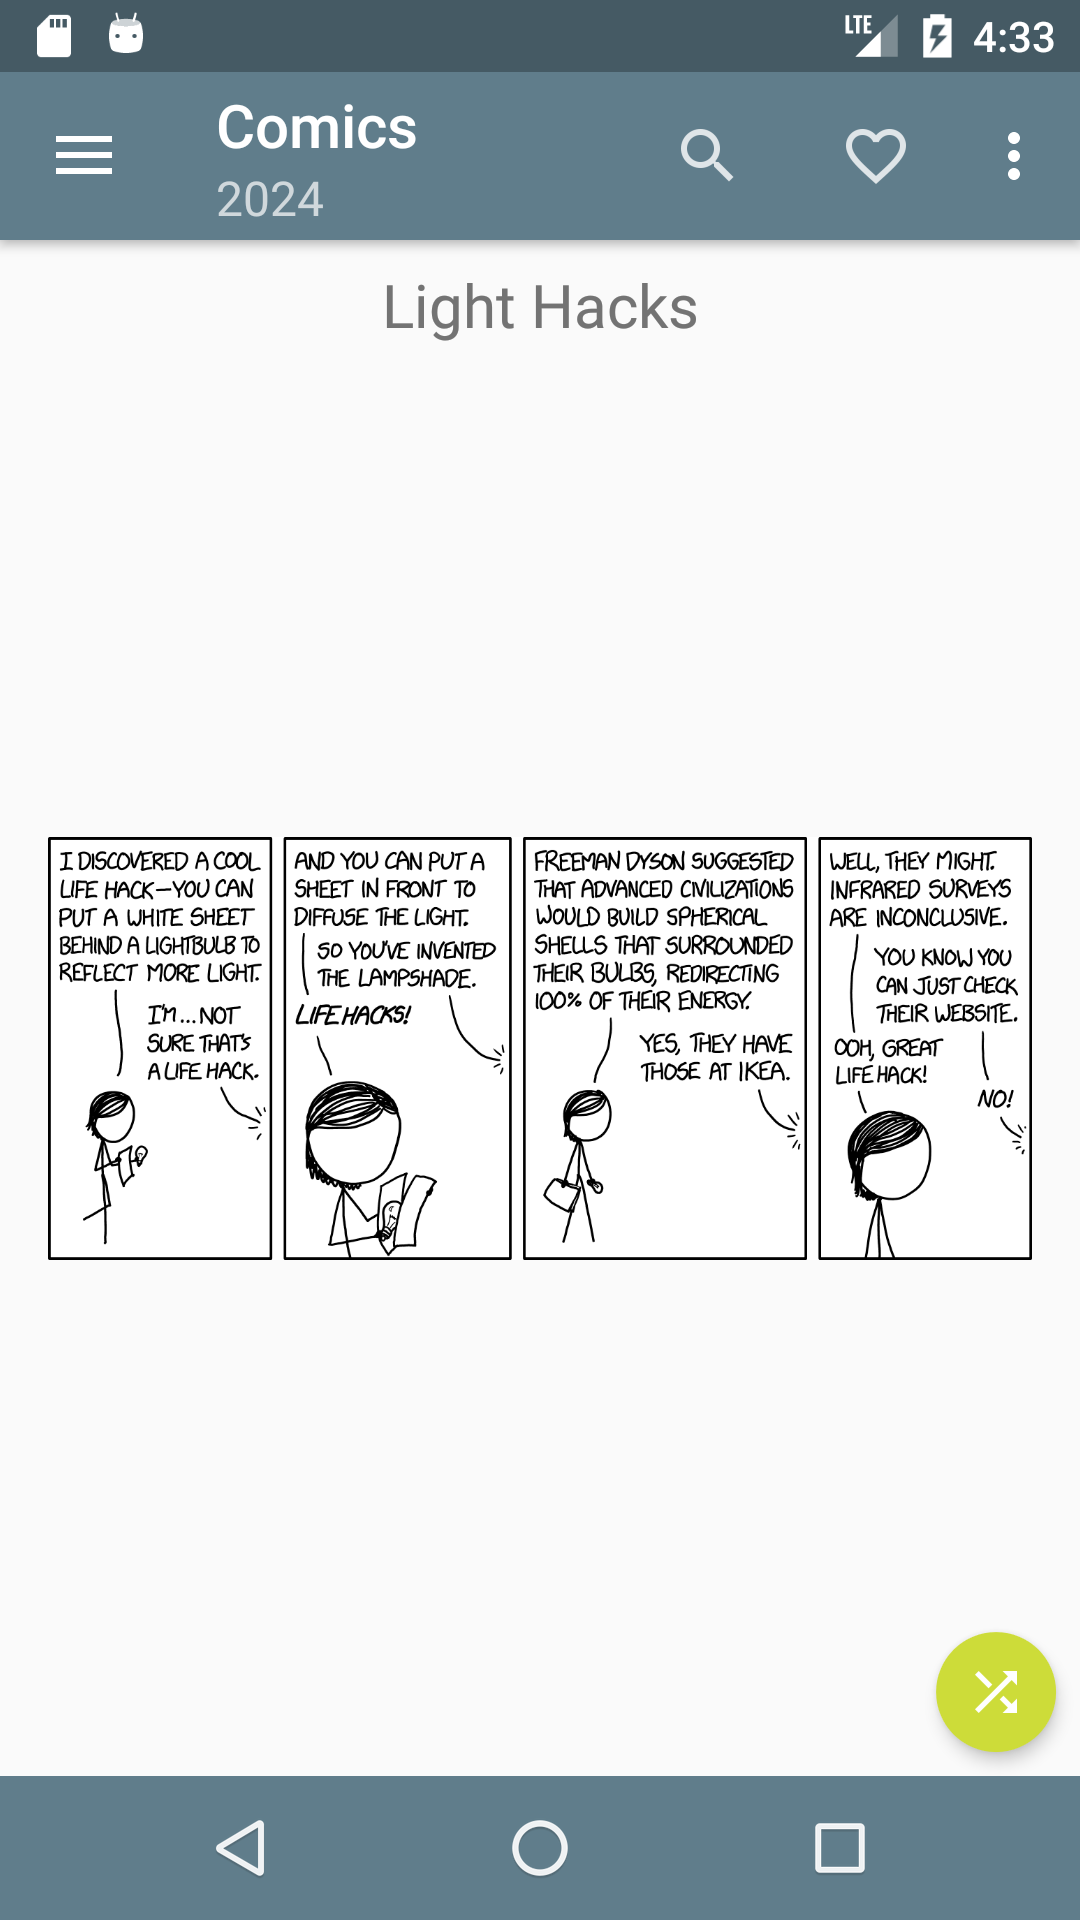 LTE 4:33
Comics
2024
Light Hacks
I DISCOVERED A COOL
LIFE HACK—YOU CAN
PUT A WHITE SHEET
BEHIND A LIGHTBULB TO
REFLECT MORE LIGHT.
I'M...NOT
SURE THAT'S
A LIFE HACK.
AND YOU CAN PUT A
SHEET IN FRONT TO
DIFFUSE THE LIGHT.
SO YOU'VE INVENTED
THE LAMPSHADE.
LIFE HACKS!
FREEMAN DYSON SUGGESTED
THAT ADVANCED CIVILIZATIONS
WOULD BUILD SPHERICAL
SHELLS THAT SURROUNDED
THEIR BULBS, REDIRECTING
100% OF THEIR ENERGY.
YES, THEY HAVE
THOSE AT IKEA.
WELL, THEY MIGHT.
INFRARED SURVEYS
ARE INCONCLUSIVE.
YOU KNOW YOU
CAN JUST CHECK
THEIR WEBSITE.
OOH, GREAT
LIFE HACK!
NO!